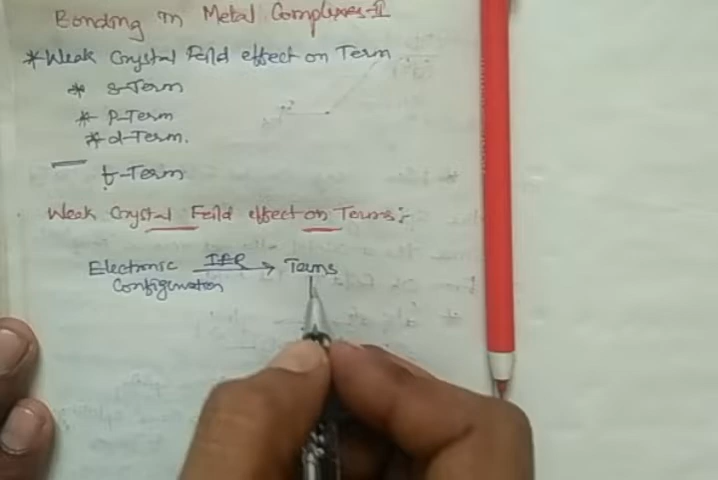 Bonding in Metal Complexes-II
*Weak Crystal Feild effect on Term
* S-Term
* P-Term
* d-Term.
f-Term
Weak Crystal Feild effect on Terms:-
Electronic IER → Terms
Configuration